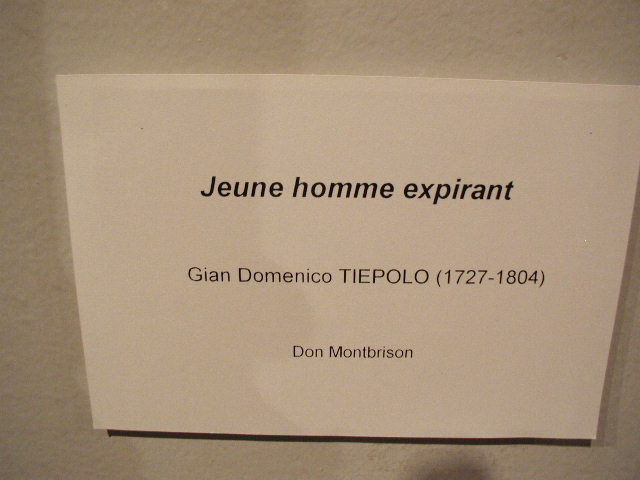 Jeune homme expirant
Gian Domenico TIEPOLO (1727-1804)
Don Montbrison